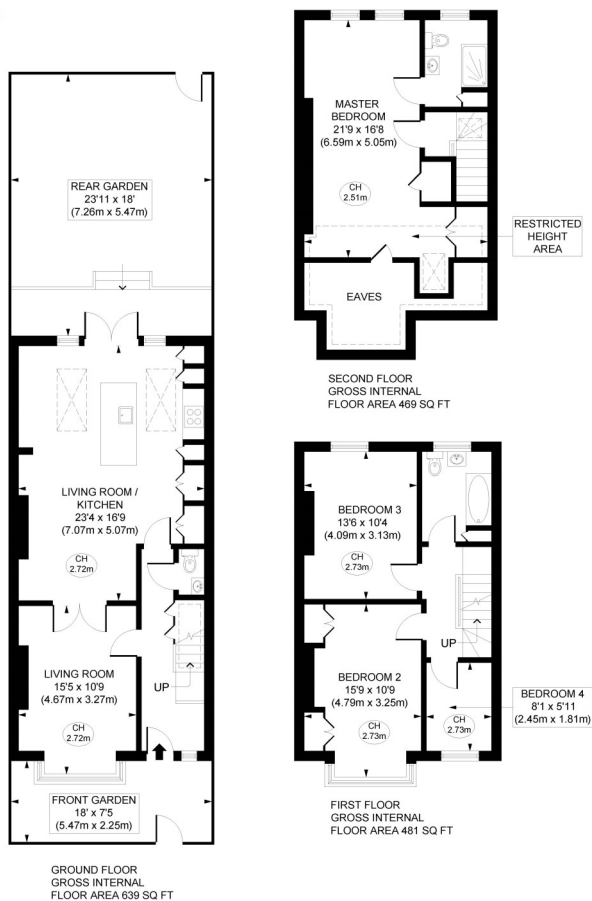 REAR GARDEN
23'11 x 18'
(7.26m x 5.47m)
LIVING ROOM /
KITCHEN
23'4 x 16'9
(7.07m x 5.07m)
CH
2.72m
LIVING ROOM
15'5 x 10'9
(4.67m x 3.27m)
CH
2.72m
UP
FRONT GARDEN
18' x 7'5
(5.47m x 2.25m)
GROUND FLOOR
GROSS INTERNAL
FLOOR AREA 639 SQ FT
MASTER
BEDROOM
21'9 x 16'8
(6.59m x 5.05m)
CH
2.51m
RESTRICTED
HEIGHT
AREA
EAVES
SECOND FLOOR
GROSS INTERNAL
FLOOR AREA 469 SQ FT
BEDROOM 3
13'6 x 10'4
(4.09m x 3.13m)
CH
2.73m
UP
BEDROOM 2
15'9 x 10'9
(4.79m x 3.25m)
CH
2.73m
CH
2.73m
BEDROOM 4
8'1 x 5'11
(2.45m x 1.81m)
FIRST FLOOR
GROSS INTERNAL
FLOOR AREA 481 SQ FT